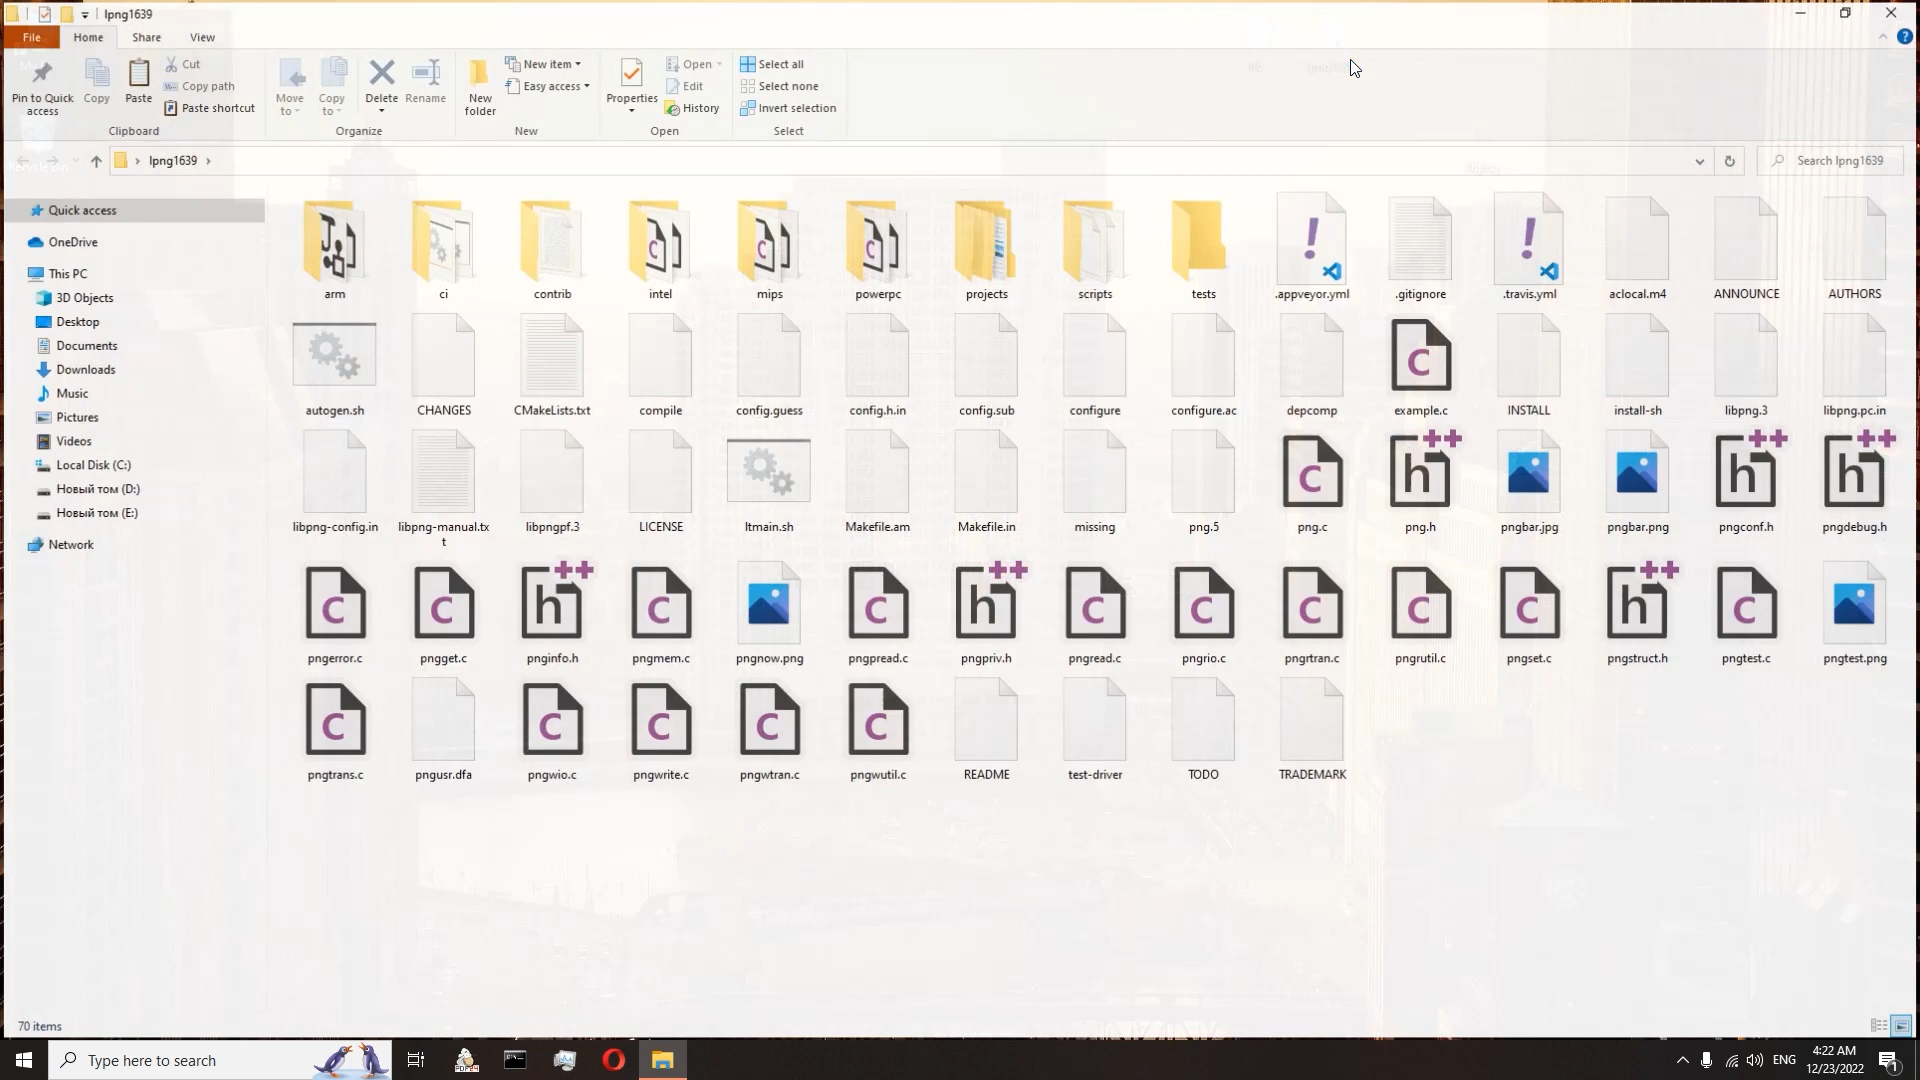 lpng1639
File
Home
Share
View
Pin to Quick access
Copy
Paste
Cut
Copy path
Paste shortcut
Clipboard
Move to
Copy to
Delete
Rename
Organize
New folder
New item
Easy access
New
Properties
Open
Edit
History
Open
Select all
Select none
Invert selection
Select
lpng1639
Search lpng1639
Quick access
OneDrive
This PC
3D Objects
Desktop
Documents
Downloads
Music
Pictures
Videos
Local Disk (C:)
Новый том (D:)
Новый том (E:)
Network
arm
ci
contrib
intel
mips
powerpc
projects
scripts
tests
.appveyor.yml
.gitignore
.travis.yml
aclocal.m4
ANNOUNCE
AUTHORS
autogen.sh
CHANGES
CMakeLists.txt
compile
config.guess
config.h.in
config.sub
configure
configure.ac
depcomp
example.c
INSTALL
install-sh
libpng.3
libpng.pc.in
libpng-config.in
libpng-manual.tx
t
libpngpf.3
LICENSE
ltmain.sh
Makefile.am
Makefile.in
missing
png.5
png.c
png.h
pngbar.jpg
pngbar.png
pngconf.h
pngdebug.h
pngerror.c
pngget.c
pnginfo.h
pngmem.c
pngnow.png
pngpread.c
pngpriv.h
pngread.c
pngrio.c
pngrtran.c
pngrutil.c
pngset.c
pngstruct.h
pngtest.c
pngtest.png
pngtrans.c
pngusr.dfa
pngwio.c
pngwrite.c
pngwtran.c
pngwutil.c
README
test-driver
TODO
TRADEMARK
70 items
Type here to search
ENG
4:22 AM
12/23/2022
1